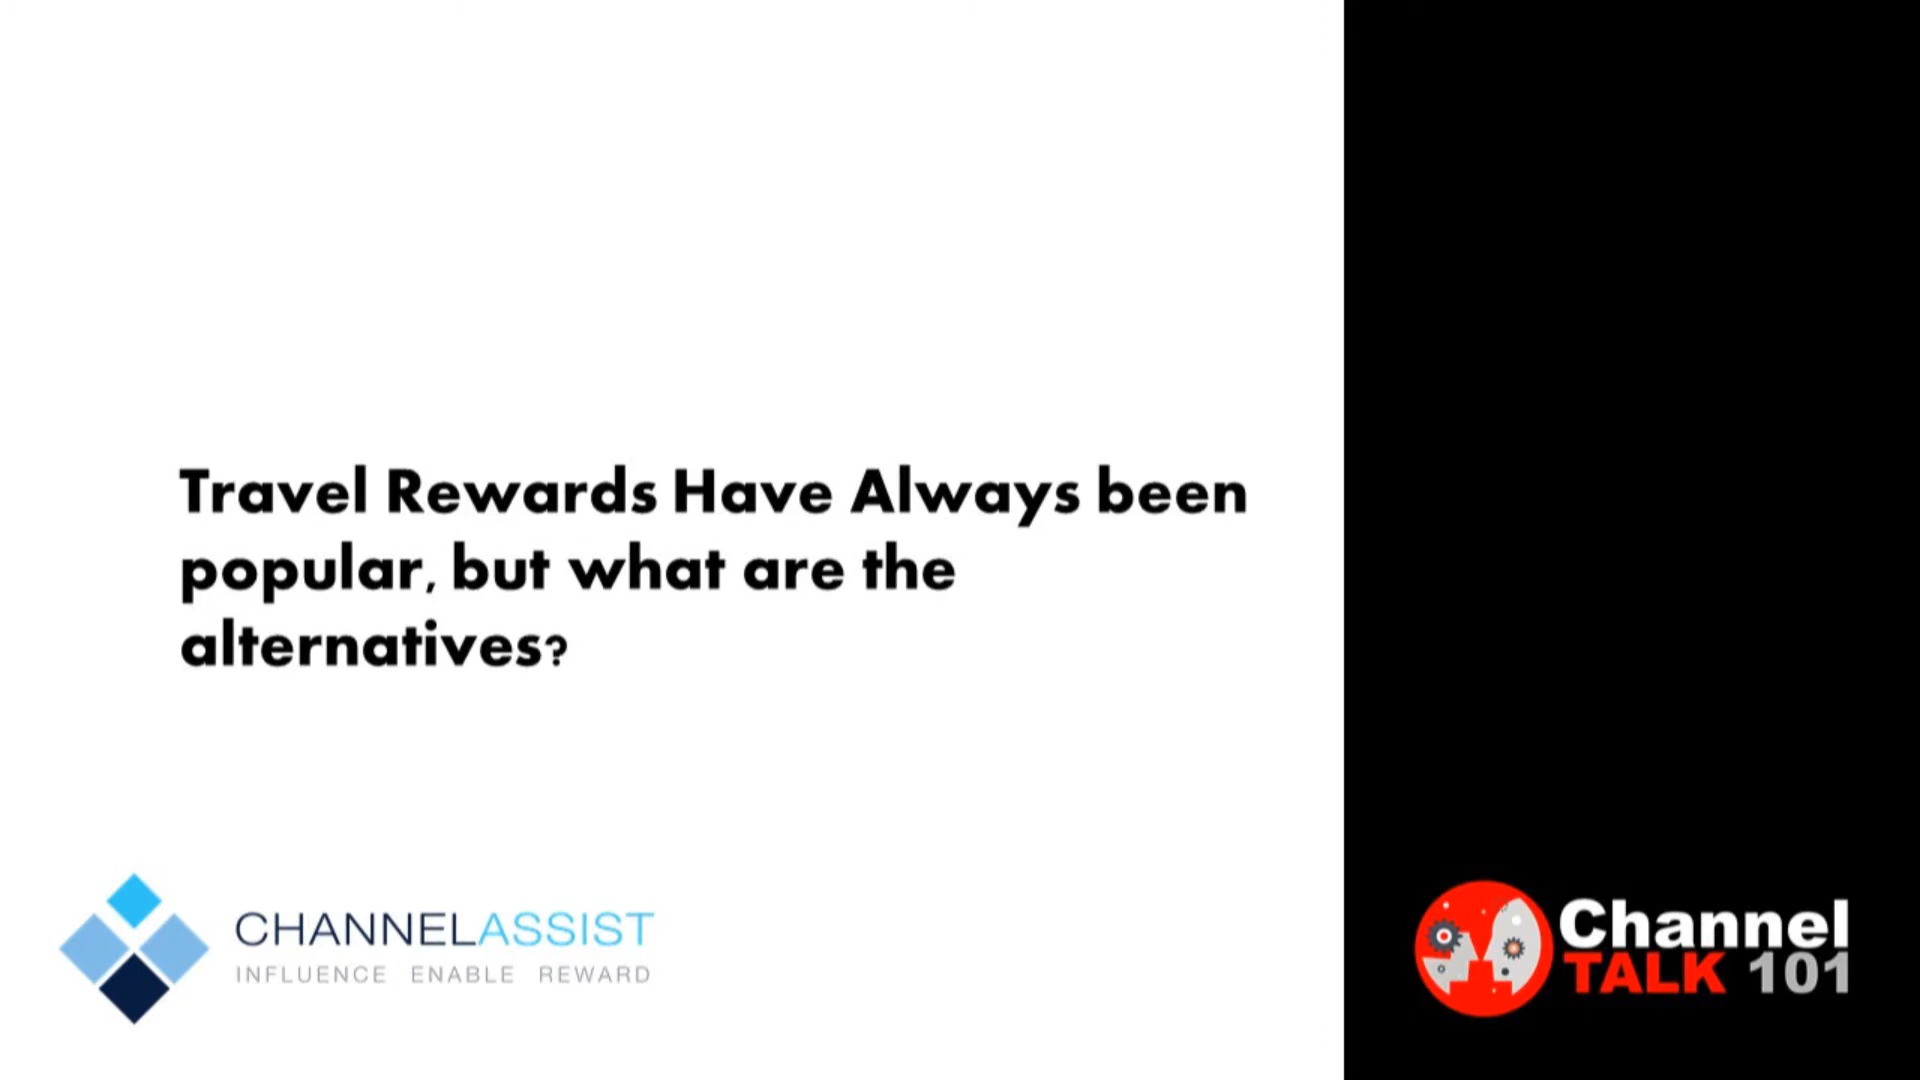 Travel Rewards Have Always been
popular, but what are the
alternatives?
CHANNELASSIST
INFLUENCE ENABLE REWARD
Channel
TALK 101